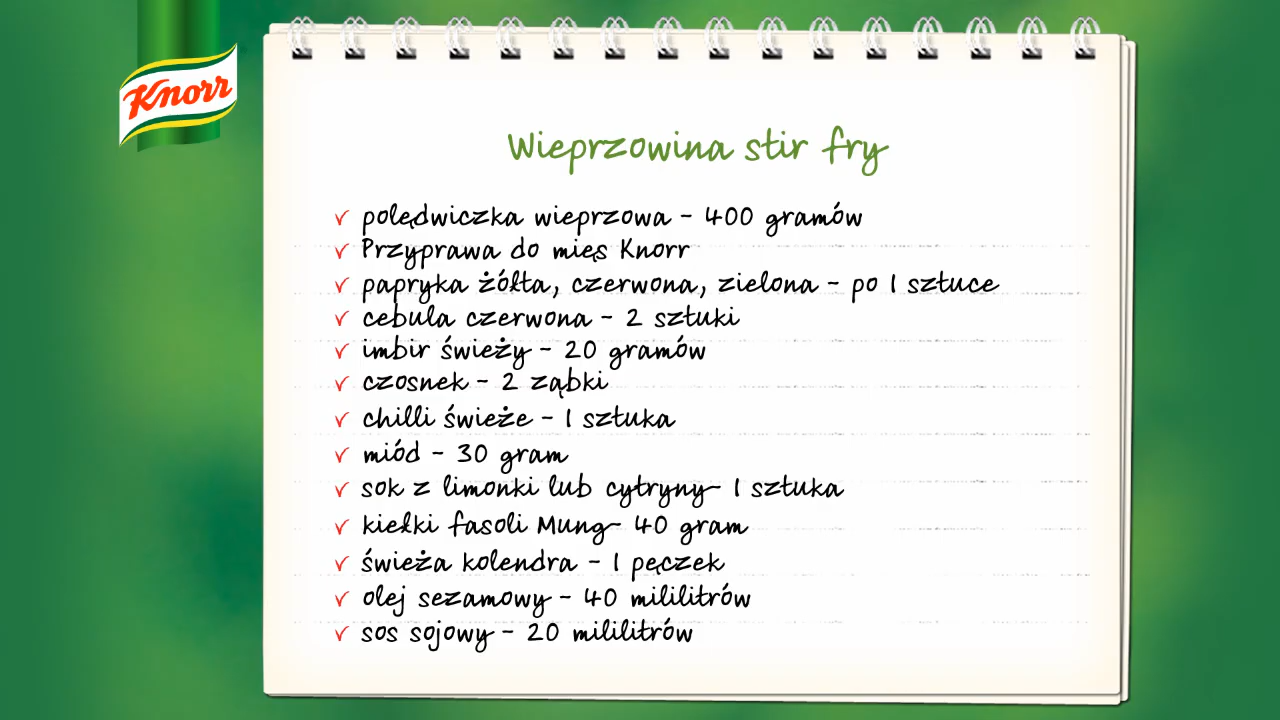 Knorr
Wieprzowina stir fry
polędwiczka wieprzowa - 400 gramów
Przyprawa do mięs Knorr
papryka żółta, czerwona, zielona - po 1 sztuce
cebula czerwona - 2 sztuki
imbir świeży - 20 gramów
czosnek - 2 ząbki
chilli świeże - 1 sztuka
miód - 30 gram
sok z limonki lub cytryny- 1 sztuka
kiełki fasoli Mung- 40 gram
świeża kolendra - 1 pęczek
olej sezamowy - 40 mililitrów
sos sojowy - 20 mililitrów